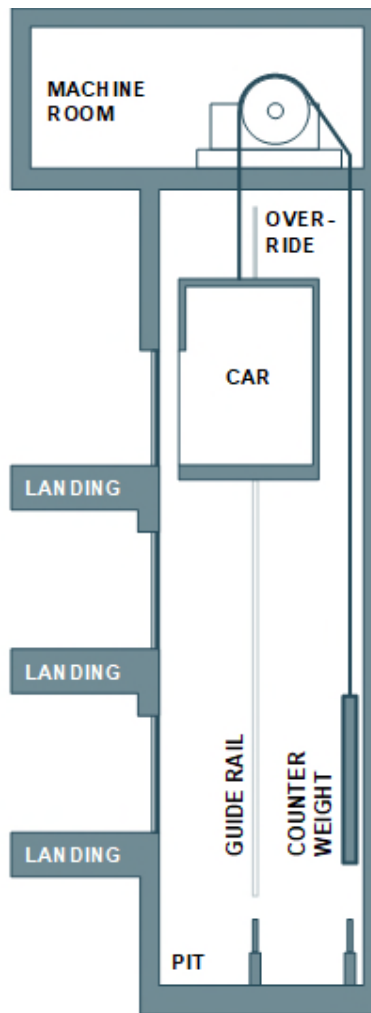 MACHINE
ROOM
OVER-
RIDE
CAR
LANDING
LANDING
GUIDE RAIL
COUNTER
WEIGHT
LANDING
PIT